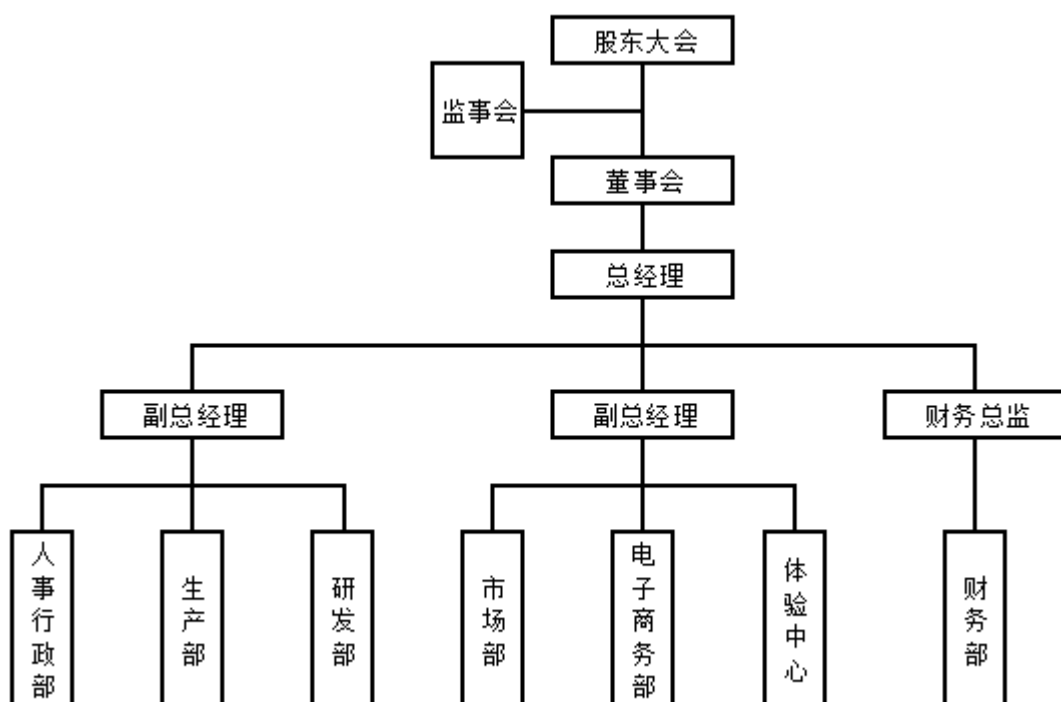 股东大会
监事会
董事会
总经理
副总经理
副总经理
财务总监
人事行政部
生产部
研发部
市场部
电子商务部
体验中心
财务部